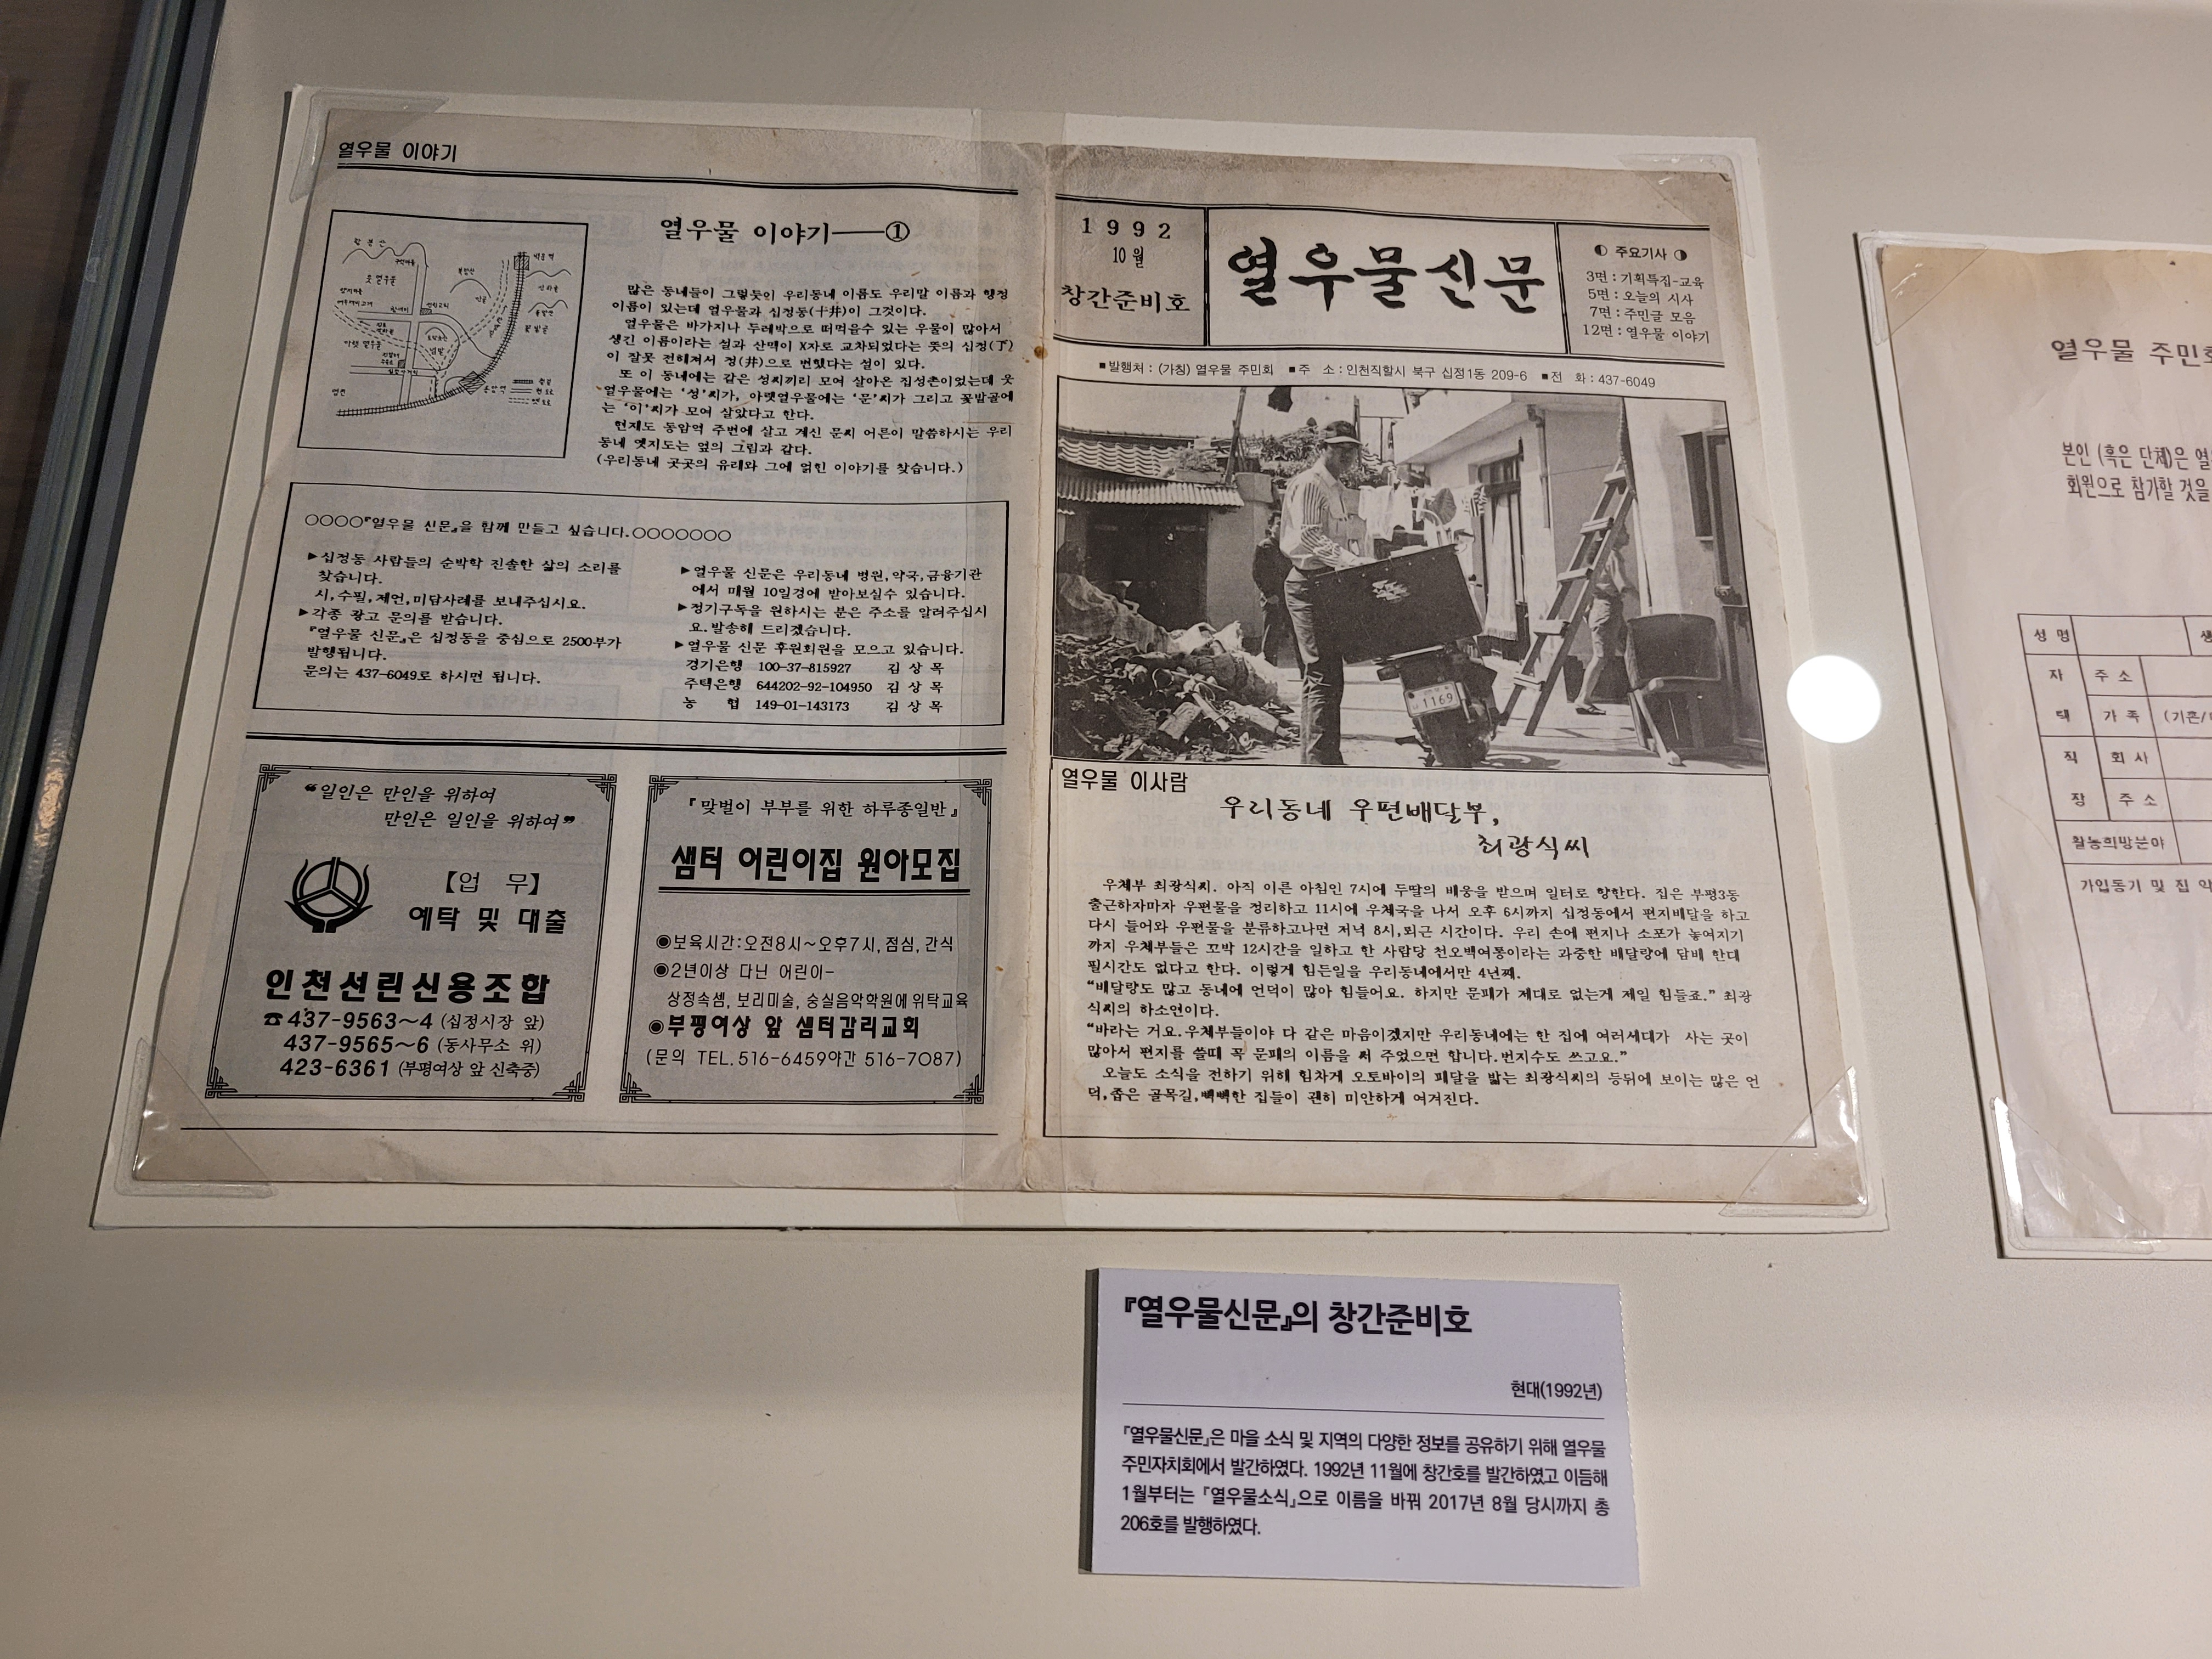 열우물 이야기
열우물 이야기——①
많은 동네들이 그렇듯이 우리동네 이름도 우리말 이름과 행정
이름이 있는데 열우물과 십정동(十井)이 그것이다.
열우물은 바가지나 두레박으로 떠먹을수 있는 우물이 많아서
생긴 이름이라는 설과 산맥이 X자로 교차되었다는 뜻의 십정(丁)
이 잘못 전해져서 정(井)으로 변했다는 설이 있다.
또 이 동네에는 같은 성씨끼리 모여 살아온 집성촌이었는데 웃
열우물에는 '성'씨가, 아랫열우물에는 '문'씨가 그리고 꽃밭골에
는 '이'씨가 모여 살았다고 한다.
현재도 동암역 주변에 살고 계신 문씨 어른이 말씀하시는 우리
동네 옛지도는 옆의 그림과 같다.
(우리동네 곳곳의 유래와 그에 얽힌 이야기를 찾습니다.)
○○○○『열우물 신문』을 함께 만들고 싶습니다.○○○○○○○
▶십정동 사람들의 순박학 진솔한 삶의 소리를
찾습니다.
시,수필,제언,미담사례를 보내주십시요.
▶각종 광고 문의를 받습니다.
『열우물 신문』은 십정동을 중심으로 2500부가
발행됩니다.
문의는 437-6049로 하시면 됩니다.
▶열우물 신문은 우리동네 병원,약국,금융기관
에서 매월 10일경에 받아보실수 있습니다.
▶정기구독을 원하시는 분은 주소를 알려주십시
요.발송해 드리겠습니다.
▶열우물 신문 후원회원을 모으고 있습니다.
경기은행 100-37-815927 김 상 목
주택은행 644202-92-104950 김 상 목
농 협 149-01-143173 김 상 목
“일인은 만인을 위하여
만인은 일인을 위하여”
【업 무】
예탁 및 대출
인천선린신용조합
☎437-9563~4 (십정시장 앞)
437-9565~6 (동사무소 위)
423-6361 (부평여상 앞 신축중)
『맞벌이 부부를 위한 하루종일반』
샘터 어린이집 원아모집
◉보육시간:오전8시~오후7시,점심,간식
◉2년이상 다닌 어린이-
상정속셈, 보리미술, 숭실음악학원에 위탁교육
◉부평여상 앞 샘터감리교회
(문의 TEL.516-6459야간 516-7087)
1992
10월
창간준비호
열우물신문
◐ 주요기사 ◑
3면 : 기획특집-교육
5면 : 오늘의 시사
7면 : 주민글 모음
12면 : 열우물 이야기
■발행처 : (가칭) 열우물 주민회 ■주 소 : 인천직할시 북구 십정1동 209-6 ■전 화 : 437-6049
1169
열우물 이사람
우리동네 우편배달부,
최광식씨
우체부 최광식씨. 아직 이른 아침인 7시에 두딸의 배웅을 받으며 일터로 향한다. 집은 부평3동
출근하자마자 우편물을 정리하고 11시에 우체국을 나서 오후 6시까지 십정동에서 편지배달을 하고
다시 들어와 우편물을 분류하고나면 저녁 8시,퇴근 시간이다. 우리 손에 편지나 소포가 놓여지기
까지 우체부들은 꼬박 12시간을 일하고 한 사람당 천오백여통이라는 과중한 배달량에 담배 한대
필시간도 없다고 한다. 이렇게 힘든일을 우리동네에서만 4년째.
“배달량도 많고 동네에 언덕이 많아 힘들어요. 하지만 문패가 제대로 없는게 제일 힘들죠.” 최광
식씨의 하소연이다.
“바라는 거요.우체부들이야 다 같은 마음이겠지만 우리동네에는 한 집에 여러세대가 사는 곳이
많아서 편지를 쓸때 꼭 문패의 이름을 써 주었으면 합니다.번지수도 쓰고요.”
오늘도 소식을 전하기 위해 힘차게 오토바이의 페달을 밟는 최광식씨의 등뒤에 보이는 많은 언
덕,좁은 골목길,빽빽한 집들이 괜히 미안하게 여겨진다.
『열우물신문』의 창간준비호
현대(1992년)
『열우물신문』은 마을 소식 및 지역의 다양한 정보를 공유하기 위해 열우물
주민자치회에서 발간하였다. 1992년 11월에 창간호를 발간하였고 이듬해
1월부터는 『열우물소식』으로 이름을 바꿔 2017년 8월 당시까지 총
206호를 발행하였다.
열우물 주민회
본인 (혹은 단체)은 열
회원으로 참가할 것을
성 명
자 주 소
택 가 족
직 회 사
장 주 소
활동희망분야
가입동기 및 집